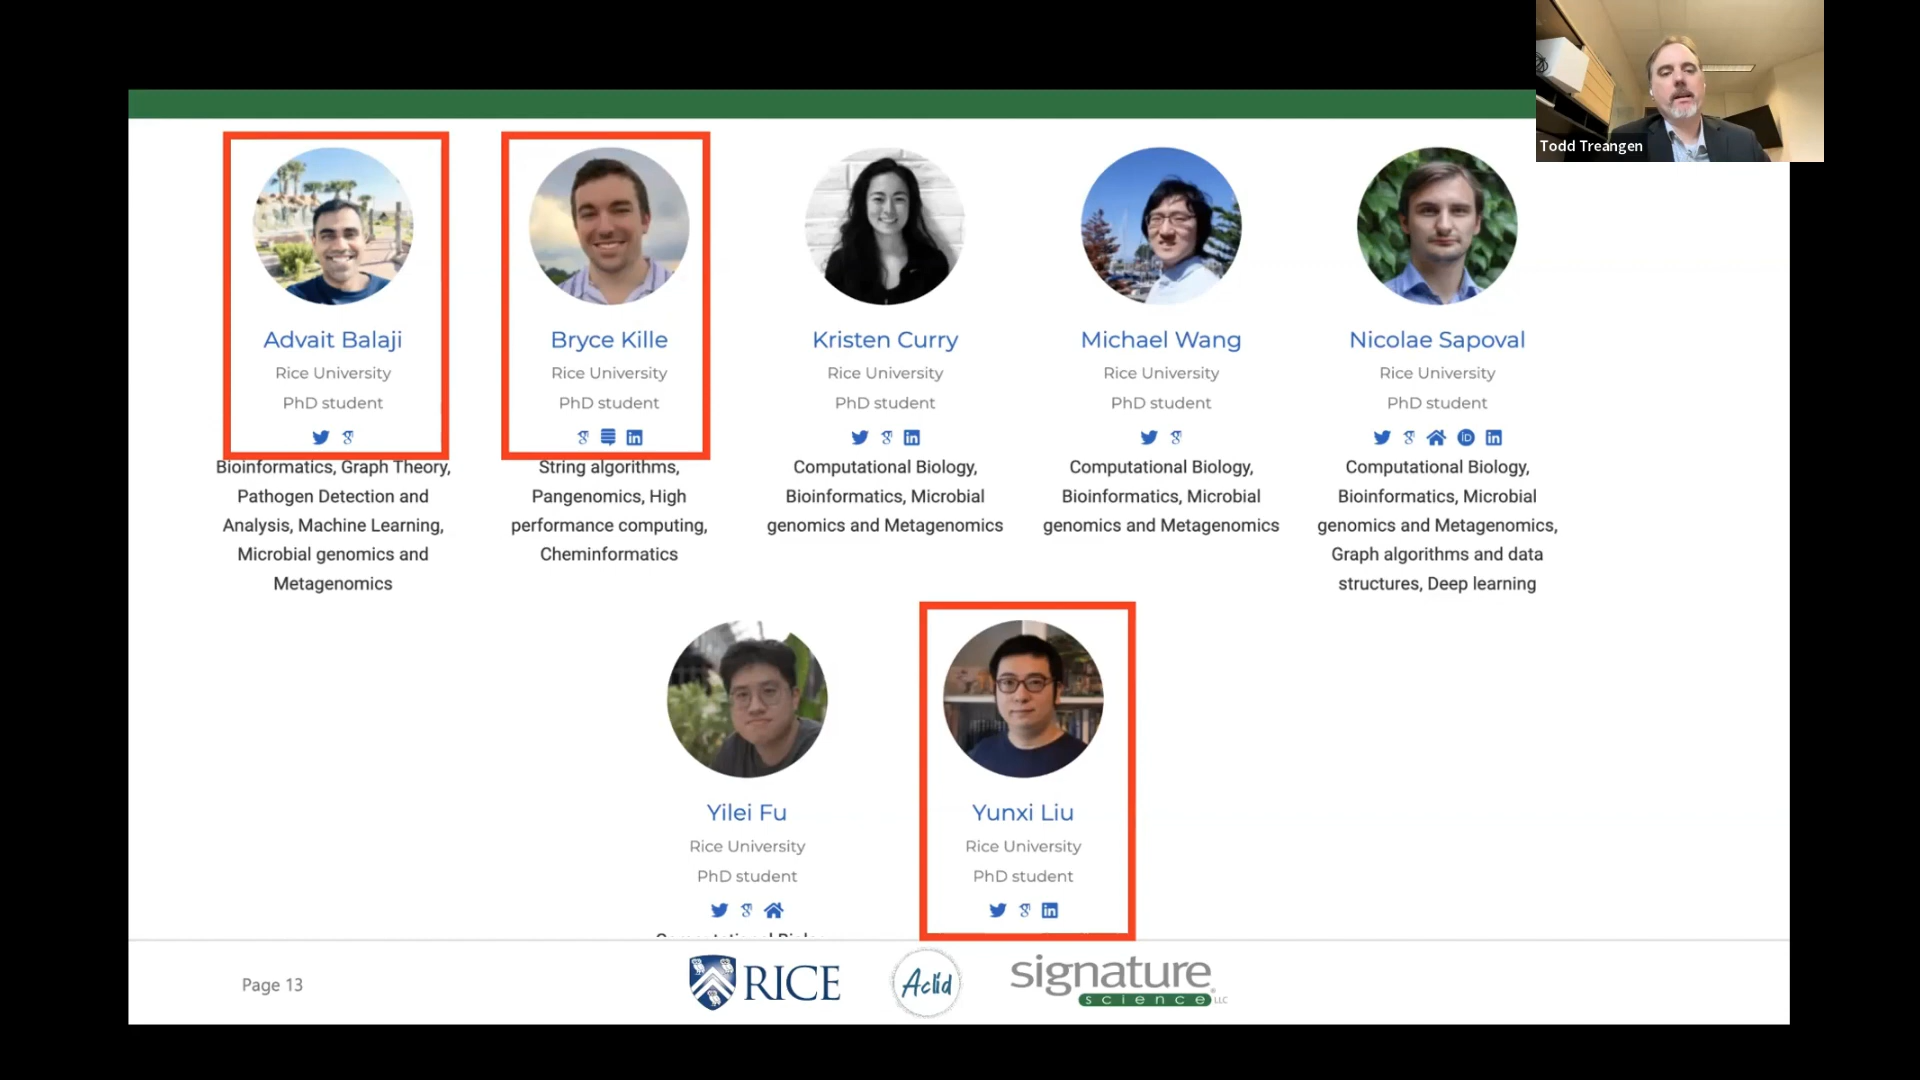 Todd Treangen
Advait Balaji
Rice University
PhD student
Bioinformatics, Graph Theory,
Pathogen Detection and
Analysis, Machine Learning,
Microbial genomics and
Metagenomics
Bryce Kille
Rice University
PhD student
String algorithms,
Pangenomics, High
performance computing,
Cheminformatics
Kristen Curry
Rice University
PhD student
Computational Biology,
Bioinformatics, Microbial
genomics and Metagenomics
Michael Wang
Rice University
PhD student
Computational Biology,
Bioinformatics, Microbial
genomics and Metagenomics
Nicolae Sapoval
Rice University
PhD student
iD
Computational Biology,
Bioinformatics, Microbial
genomics and Metagenomics,
Graph algorithms and data
structures, Deep learning
Yilei Fu
Rice University
PhD student
Yunxi Liu
Rice University
PhD student
Page 13
RICE
Aclid
signature
science LLC